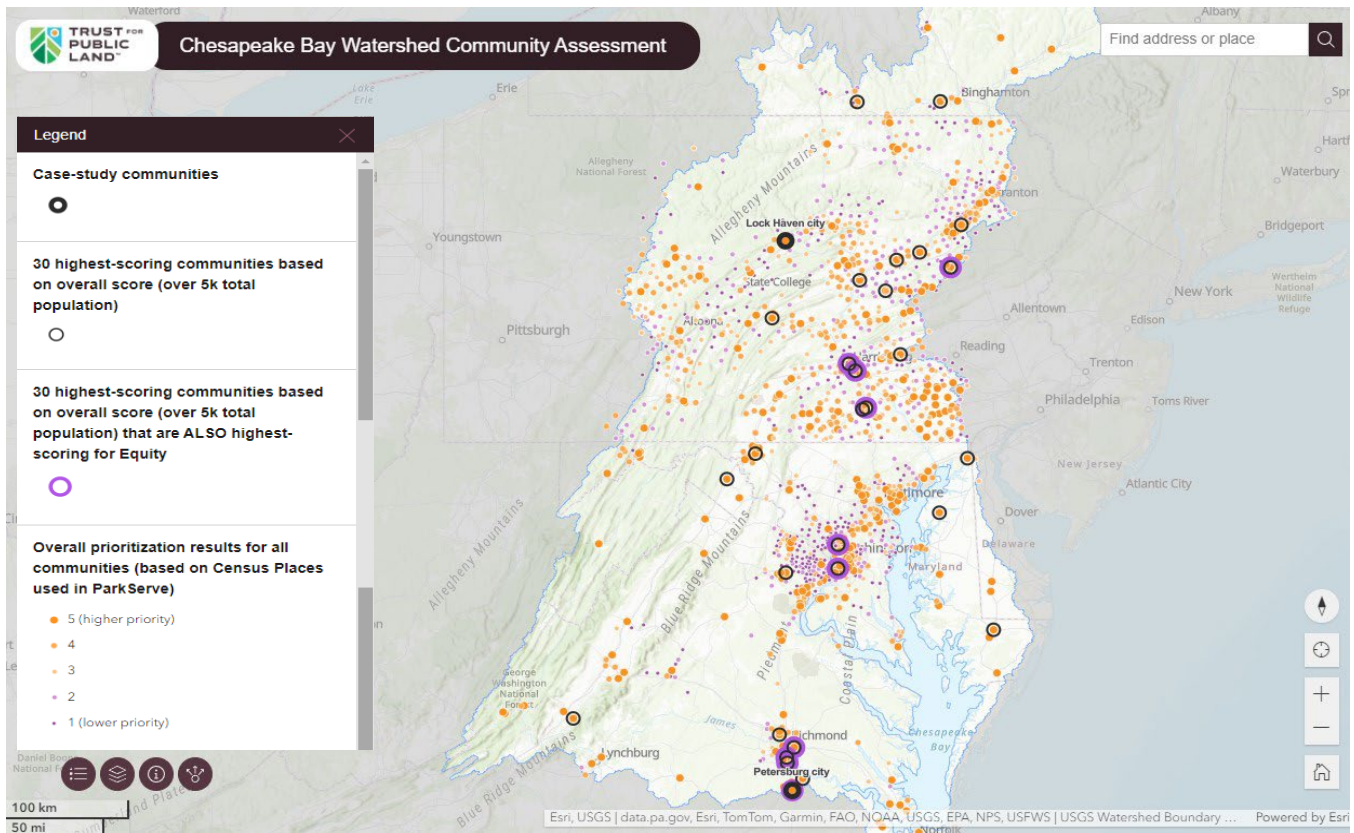 Waterford
Albany
TRUST FOR
PUBLIC
LAND
Chesapeake Bay Watershed Community Assessment
Find address or place
Lake
Erie
Erie
Binghamton
Legend
Case-study communities
30 highest-scoring communities based
on overall score (over 5k total
population)
30 highest-scoring communities based
on overall score (over 5k total
population) that are ALSO highest-
scoring for Equity
Overall prioritization results for all
communities (based on Census Places
used in ParkServe)
5 (higher priority)
4
3
2
1 (lower priority)
Allegheny
National Forest
Allegheny Mountains
Waterbury
Bridgeport
Youngstown
Lock Haven city
State College
Altoona
Pittsburgh
Allentown
New York
Edison
Wertheim
National
Wildlife
Refuge
Reading
Trenton
Philadelphia
Toms River
New Jersey
Atlantic City
Dover
Delaware
Maryland
Allegheny Mountains
Blue Ridge Mountains
Piedmont
Coastal Plain
George
Washington
National
Forest
James
Richmond
Chesapeake
Bay
Lynchburg
Petersburg city
Blue Ridge Mountains
Norfolk
100 km
50 mi
Esri, USGS | data.pa.gov, Esri, TomTom, Garmin, FAO, NOAA, USGS, EPA, NPS, USFWS | USGS Watershed Boundary ...
Powered by Esri